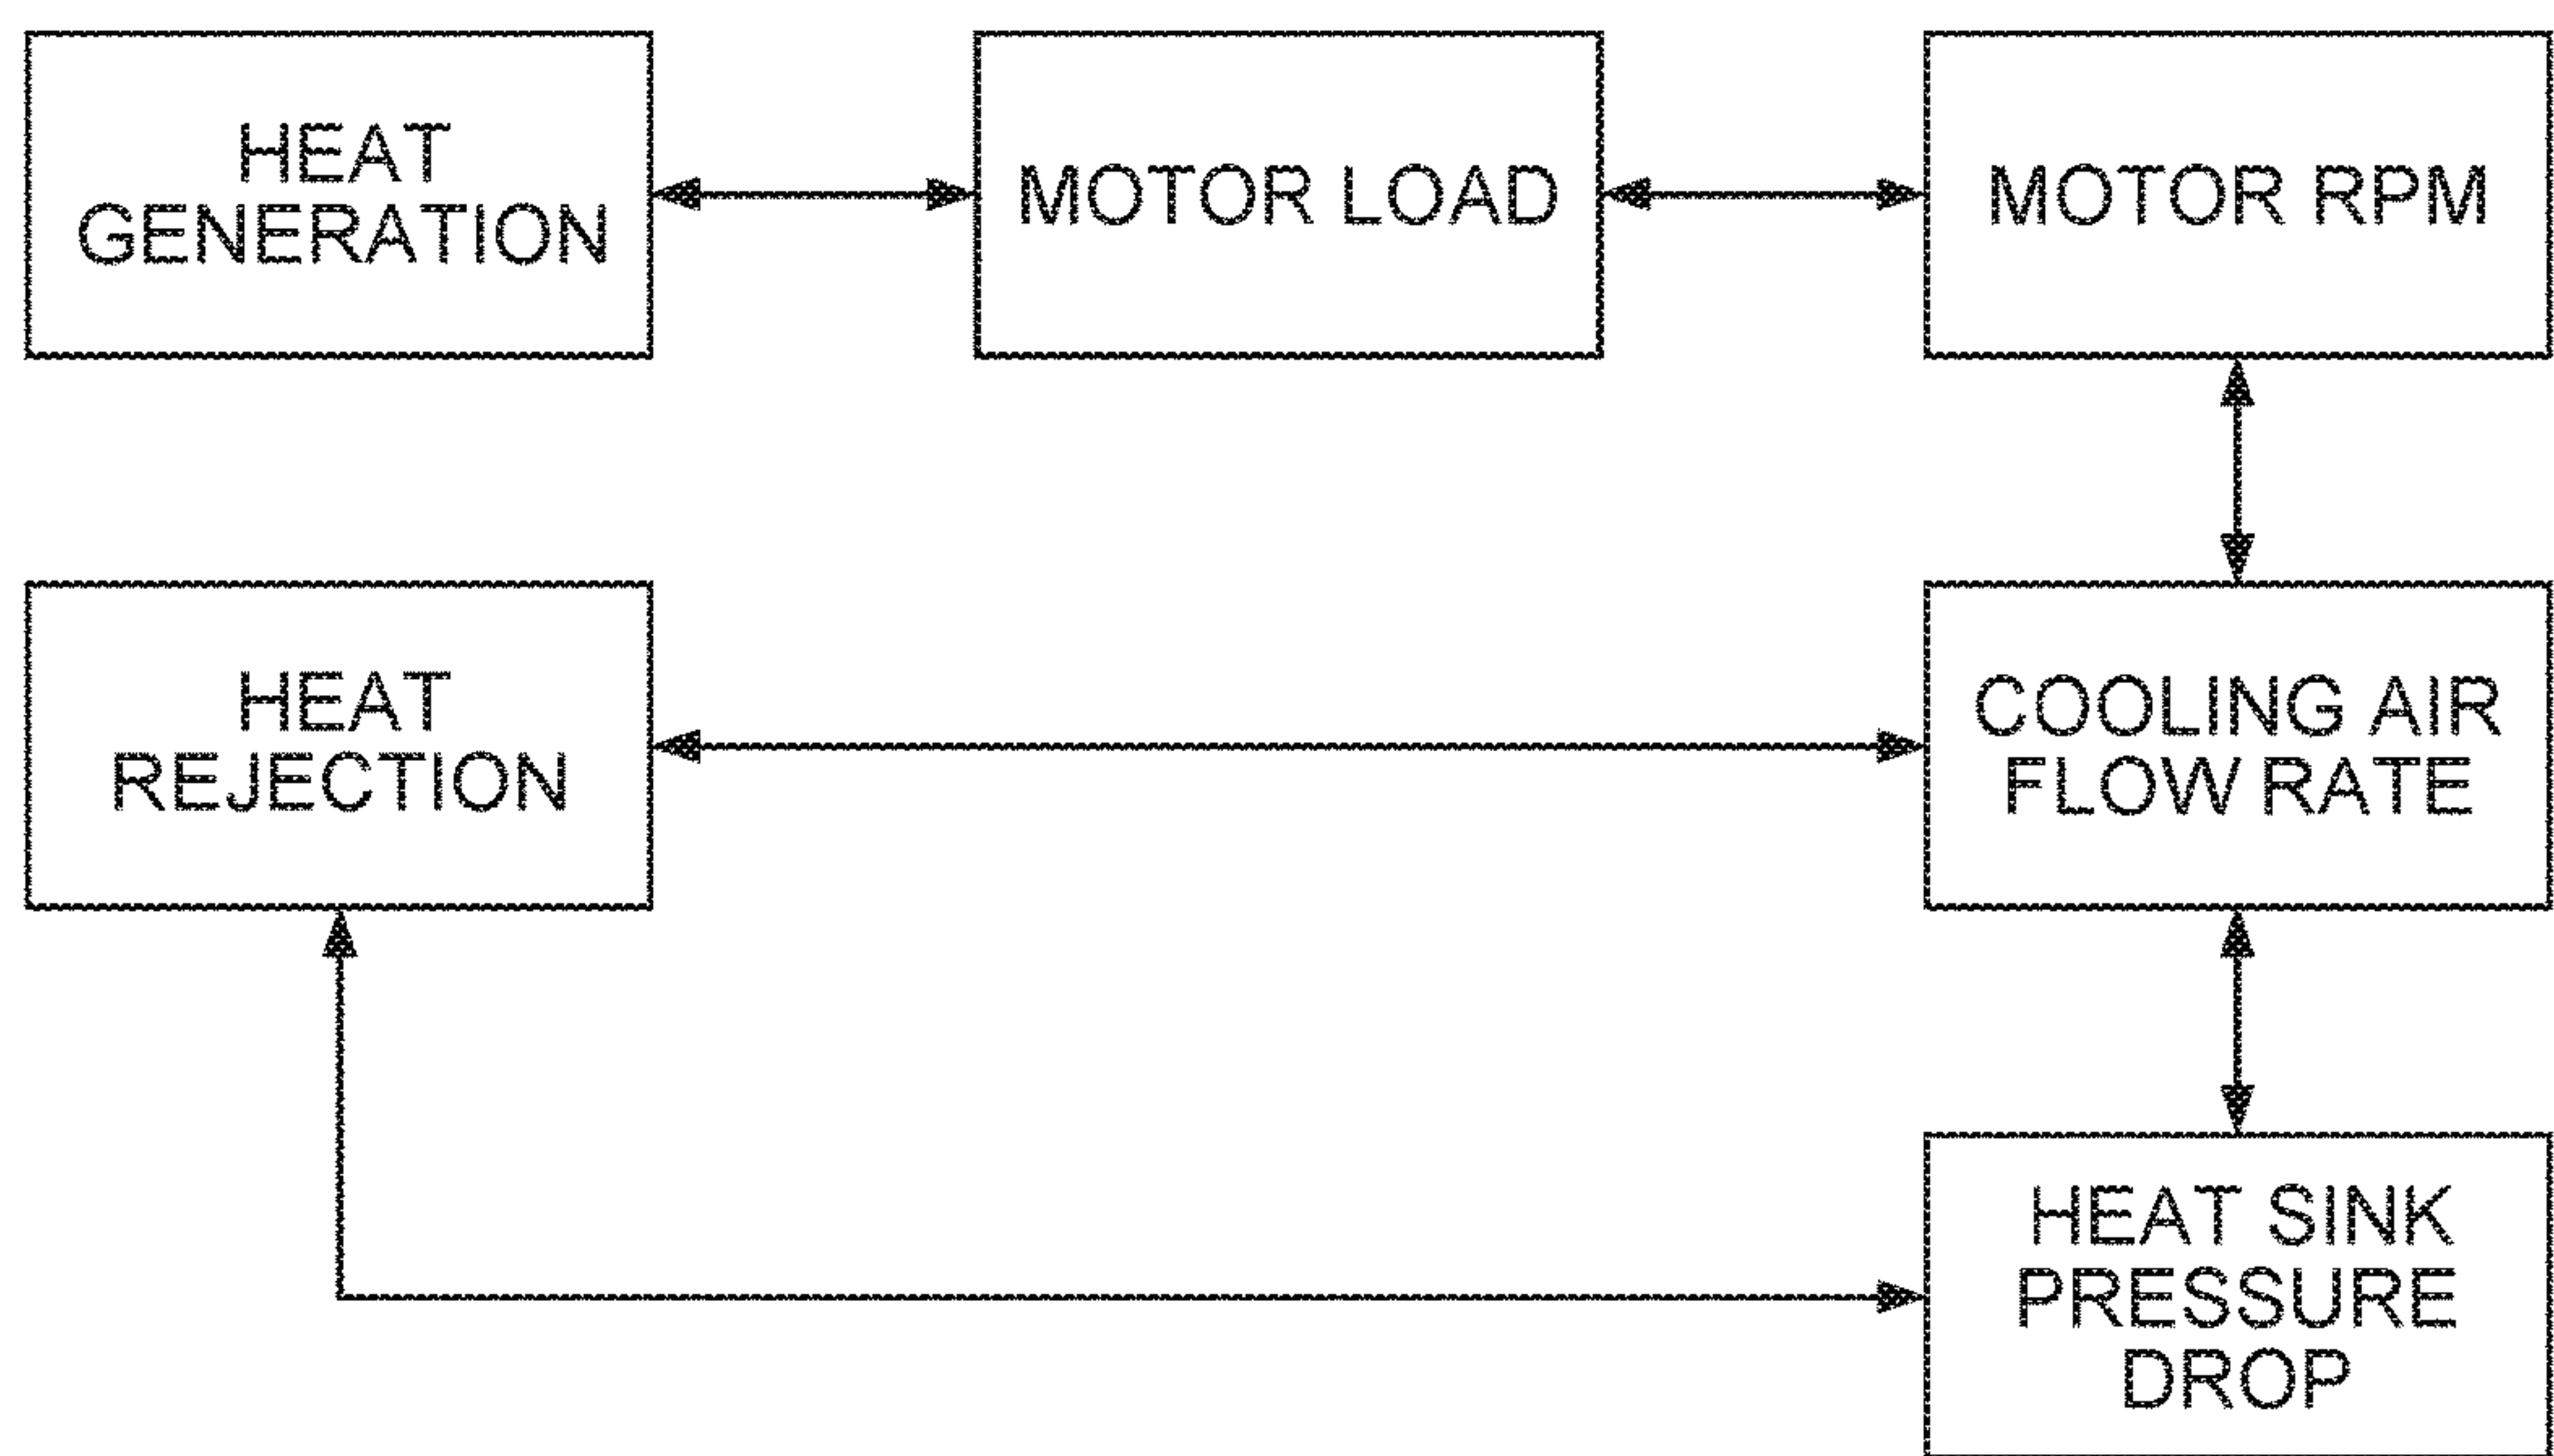 HEAT
GENERATION
MOTOR LOAD
MOTOR RPM
HEAT
REJECTION
COOLING AIR
FLOW RATE
HEAT SINK
PRESSURE
DROP